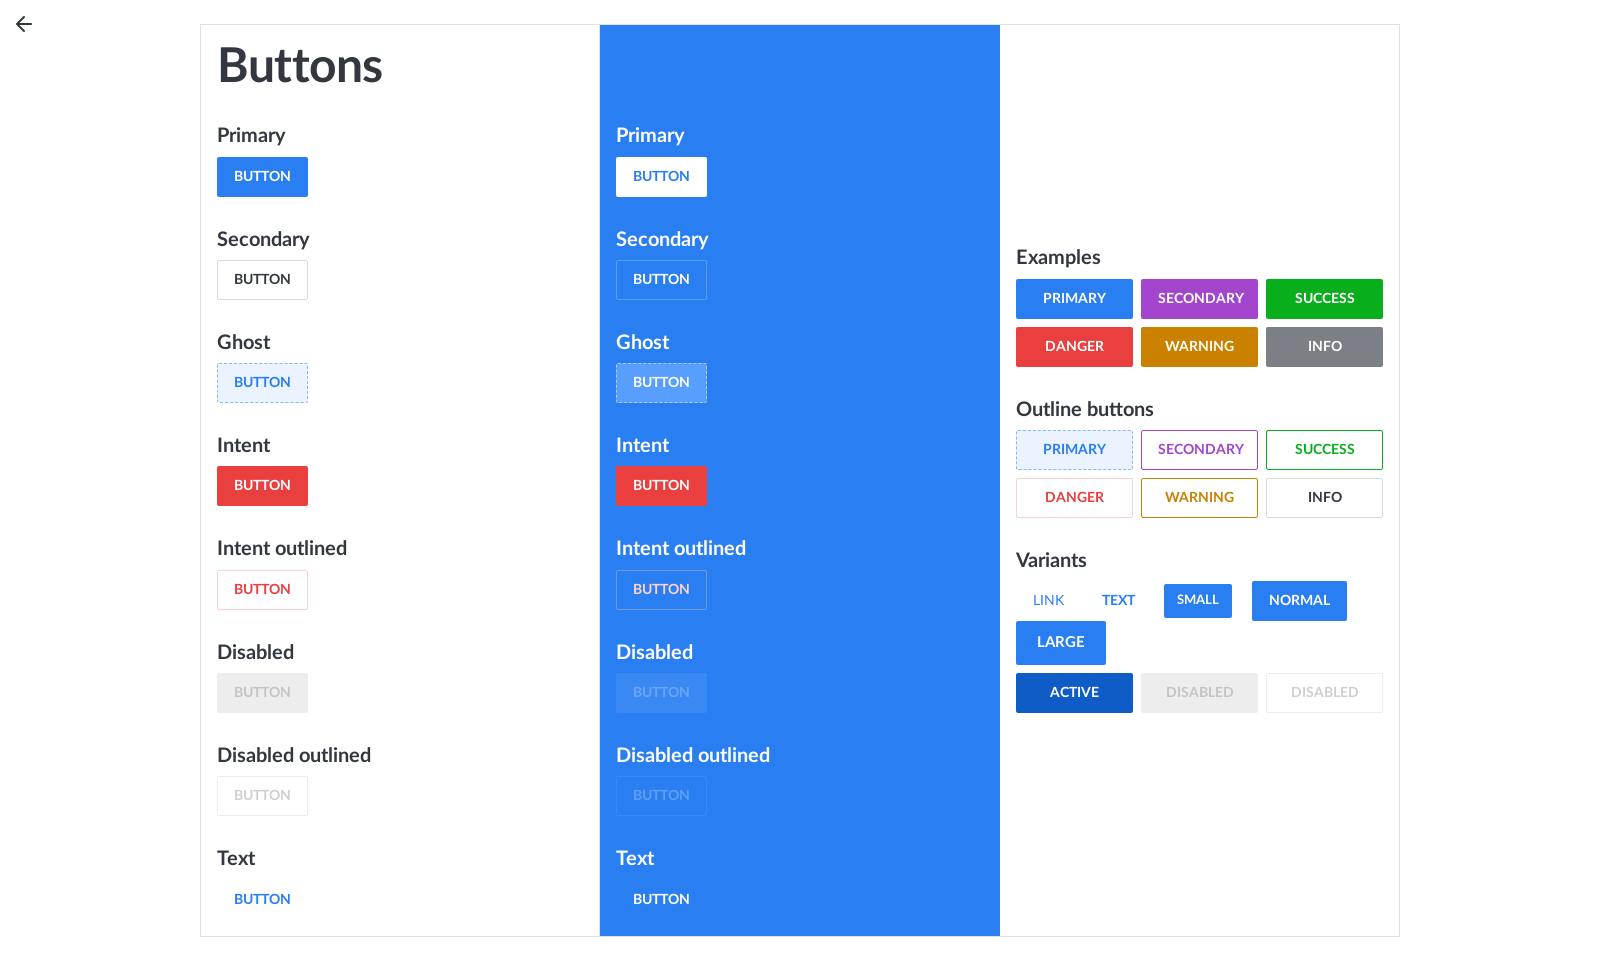 Buttons
Primary
BUTTON
Secondary
BUTTON
Ghost
BUTTON
Intent
BUTTON
Intent outlined
BUTTON
Disabled
BUTTON
Disabled outlined
BUTTON
Text
BUTTON
Primary
BUTTON
Secondary
BUTTON
Ghost
BUTTON
Intent
BUTTON
Intent outlined
BUTTON
Disabled
BUTTON
Disabled outlined
BUTTON
Text
BUTTON
Examples
PRIMARY SECONDARY SUCCESS
DANGER WARNING INFO
Outline buttons
PRIMARY SECONDARY SUCCESS
DANGER WARNING INFO
Variants
LINK TEXT SMALL NORMAL
LARGE
ACTIVE DISABLED DISABLED